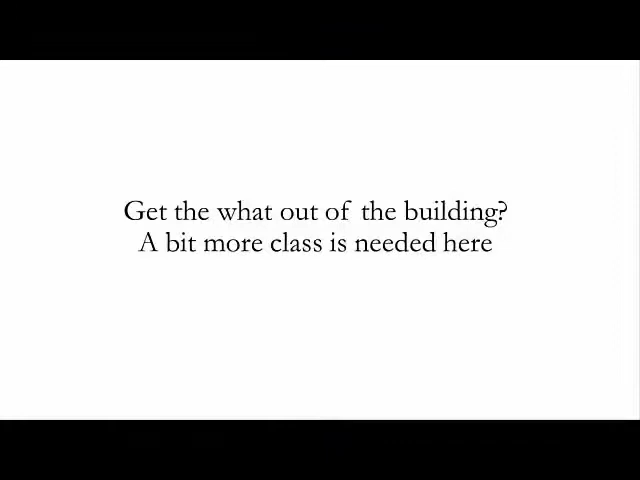 Get the what out of the building?
A bit more class is needed here